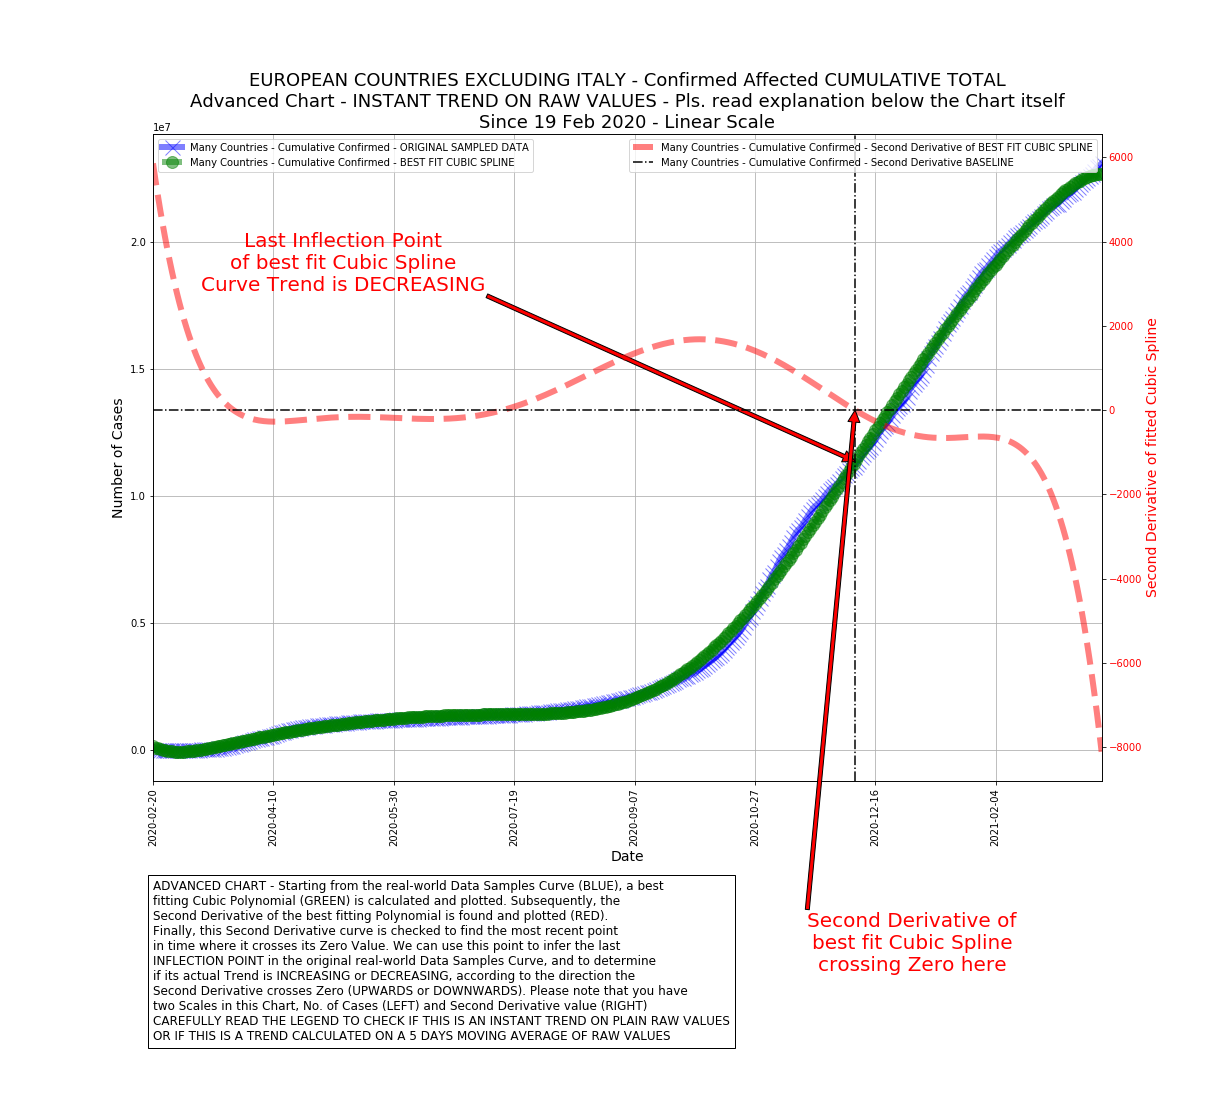 EUROPEAN COUNTRIES EXCLUDING ITALY - Confirmed Affected CUMULATIVE TOTAL
Advanced Chart - INSTANT TREND ON RAW VALUES - Pls. read explanation below the Chart itself
Since 19 Feb 2020 - Linear Scale
1e7
Many Countries - Cumulative Confirmed - ORIGINAL SAMPLED DATA
Many Countries - Cumulative Confirmed - BEST FIT CUBIC SPLINE
Many Countries - Cumulative Confirmed - Second Derivative of BEST FIT CUBIC SPLINE
Many Countries - Cumulative Confirmed - Second Derivative BASELINE
Last Inflection Point
of best fit Cubic Spline
Curve Trend is DECREASING
Number of Cases
2.0
1.5
1.0
0.5
0.0
6000
4000
2000
0
−2000
−4000
−6000
−8000
Second Derivative of fitted Cubic Spline
2020-02-20
2020-04-10
2020-05-30
2020-07-19
2020-09-07
2020-10-27
2020-12-16
2021-02-04
Date
ADVANCED CHART - Starting from the real-world Data Samples Curve (BLUE), a best
fitting Cubic Polynomial (GREEN) is calculated and plotted. Subsequently, the
Second Derivative of the best fitting Polynomial is found and plotted (RED).
Finally, this Second Derivative curve is checked to find the most recent point
in time where it crosses its Zero Value. We can use this point to infer the last
INFLECTION POINT in the original real-world Data Samples Curve, and to determine
if its actual Trend is INCREASING or DECREASING, according to the direction the
Second Derivative crosses Zero (UPWARDS or DOWNWARDS). Please note that you have
two Scales in this Chart, No. of Cases (LEFT) and Second Derivative value (RIGHT)
CAREFULLY READ THE LEGEND TO CHECK IF THIS IS AN INSTANT TREND ON PLAIN RAW VALUES
OR IF THIS IS A TREND CALCULATED ON A 5 DAYS MOVING AVERAGE OF RAW VALUES
Second Derivative of
best fit Cubic Spline
crossing Zero here